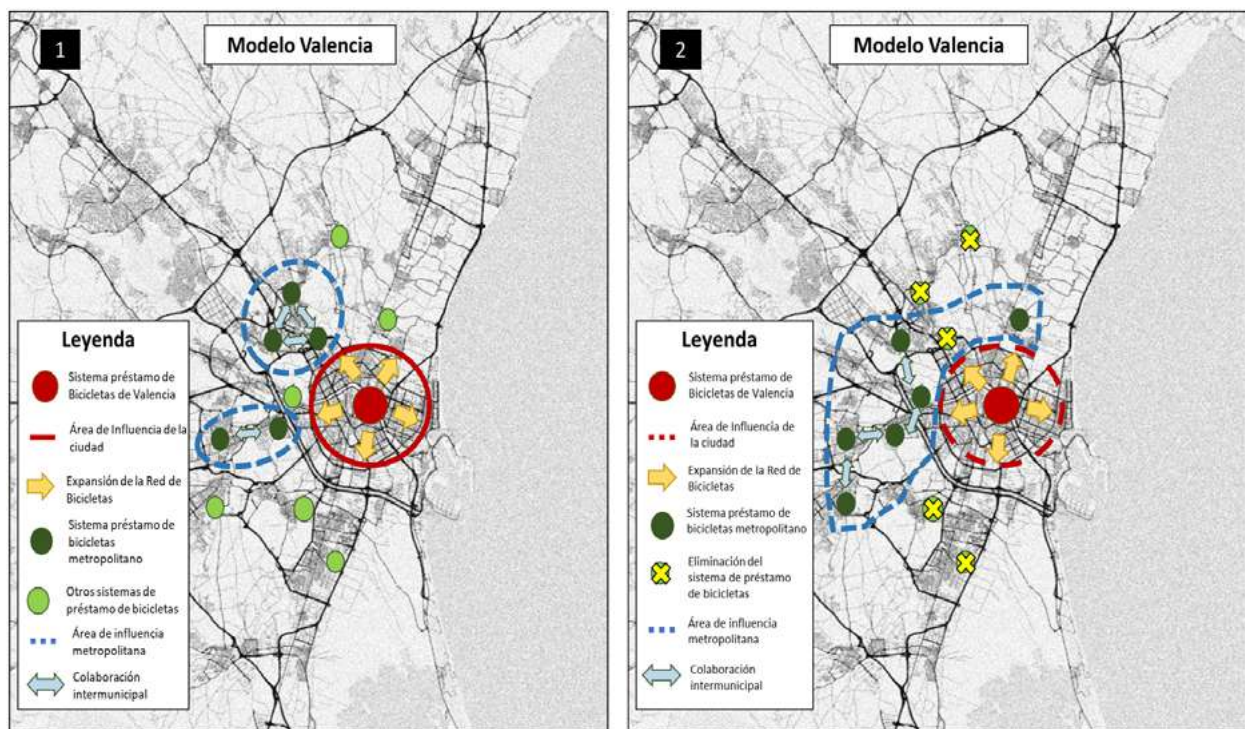 1
Modelo Valencia
Leyenda
Sistema préstamo de
Bicicletas de Valencia
Área de Influencia de la
ciudad
Expansión de la Red de
Bicicletas
Sistema préstamo de
bicicletas
metropolitano
Otros sistemas de
préstamo de bicicletas
Área de influencia
metropolitana
Colaboración
intermunicipal
2
Modelo Valencia
Leyenda
Sistema préstamo de
Bicicletas de Valencia
Área de Influencia de
la ciudad
Expansión de la Red de
Bicicletas
Sistema préstamo de
bicicletas metropolitano
Eliminación del
sistema de préstamo
de bicicletas
Área de influencia
metropolitana
Colaboración
intermunicipal